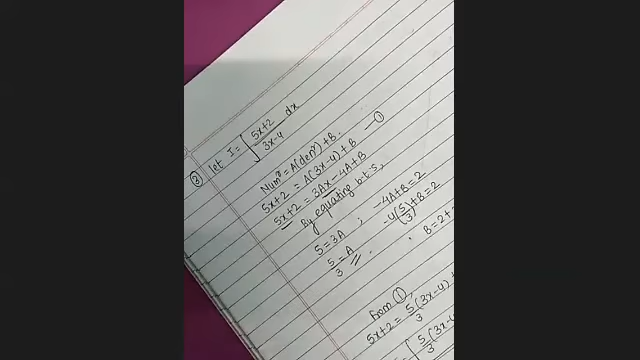 ③ let I = ∫ 5x+2 / 3x-4 dx
Numʳ = A(denʳ) + B.
5x+2 = A(3x-4) + B —①
5x+2 = 3Ax - 4A + B
By equating b.t.s,
5 = 3A ; -4A+B = 2
5/3 = A . -4(5/3)+B = 2
B = 2+
from ①,
5x+2 = 5/3 (3x-4) +
5/3 (3x-4